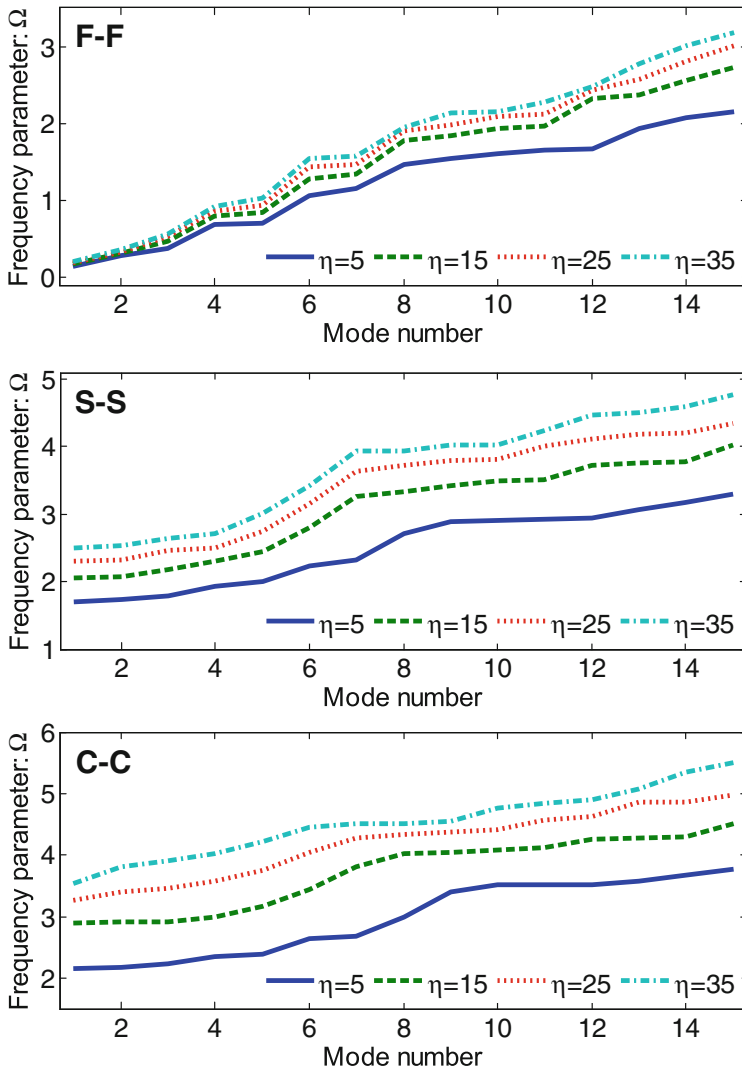 F-F
Frequency parameter: Ω
3
2
1
0
η=5 η=15 η=25 η=35
2 4 6 8 10 12 14
Mode number
S-S
Frequency parameter: Ω
5
4
3
2
1
η=5 η=15 η=25 η=35
2 4 6 8 10 12 14
Mode number
C-C
Frequency parameter: Ω
6
5
4
3
2
η=5 η=15 η=25 η=35
2 4 6 8 10 12 14
Mode number